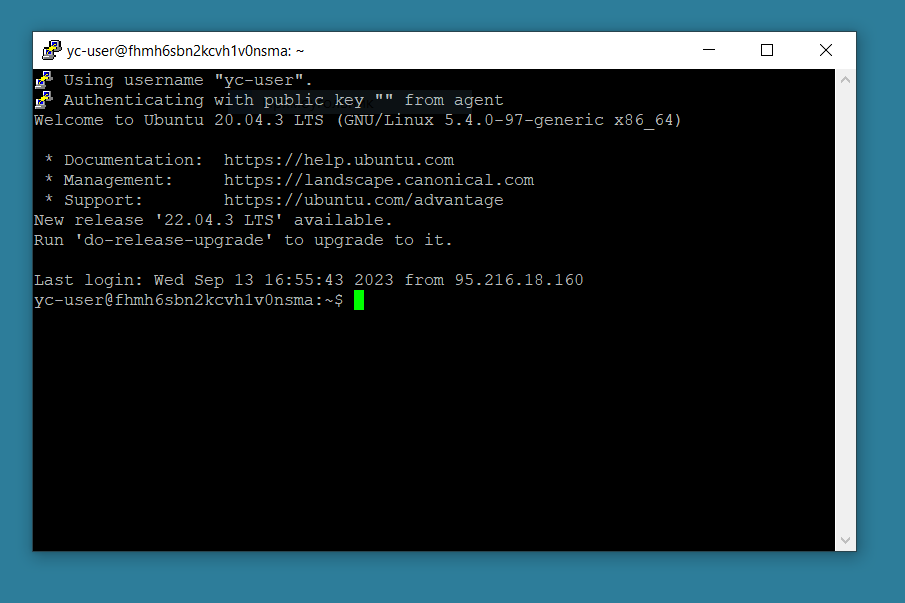 yc-user@fhmh6sbn2kcvh1v0nsma: ~
Using username "yc-user".
Authenticating with public key "" from agent
Welcome to Ubuntu 20.04.3 LTS (GNU/Linux 5.4.0-97-generic x86_64)
* Documentation:  https://help.ubuntu.com
* Management:     https://landscape.canonical.com
* Support:        https://ubuntu.com/advantage
New release '22.04.3 LTS' available.
Run 'do-release-upgrade' to upgrade to it.
Last login: Wed Sep 13 16:55:43 2023 from 95.216.18.160
yc-user@fhmh6sbn2kcvh1v0nsma:~$